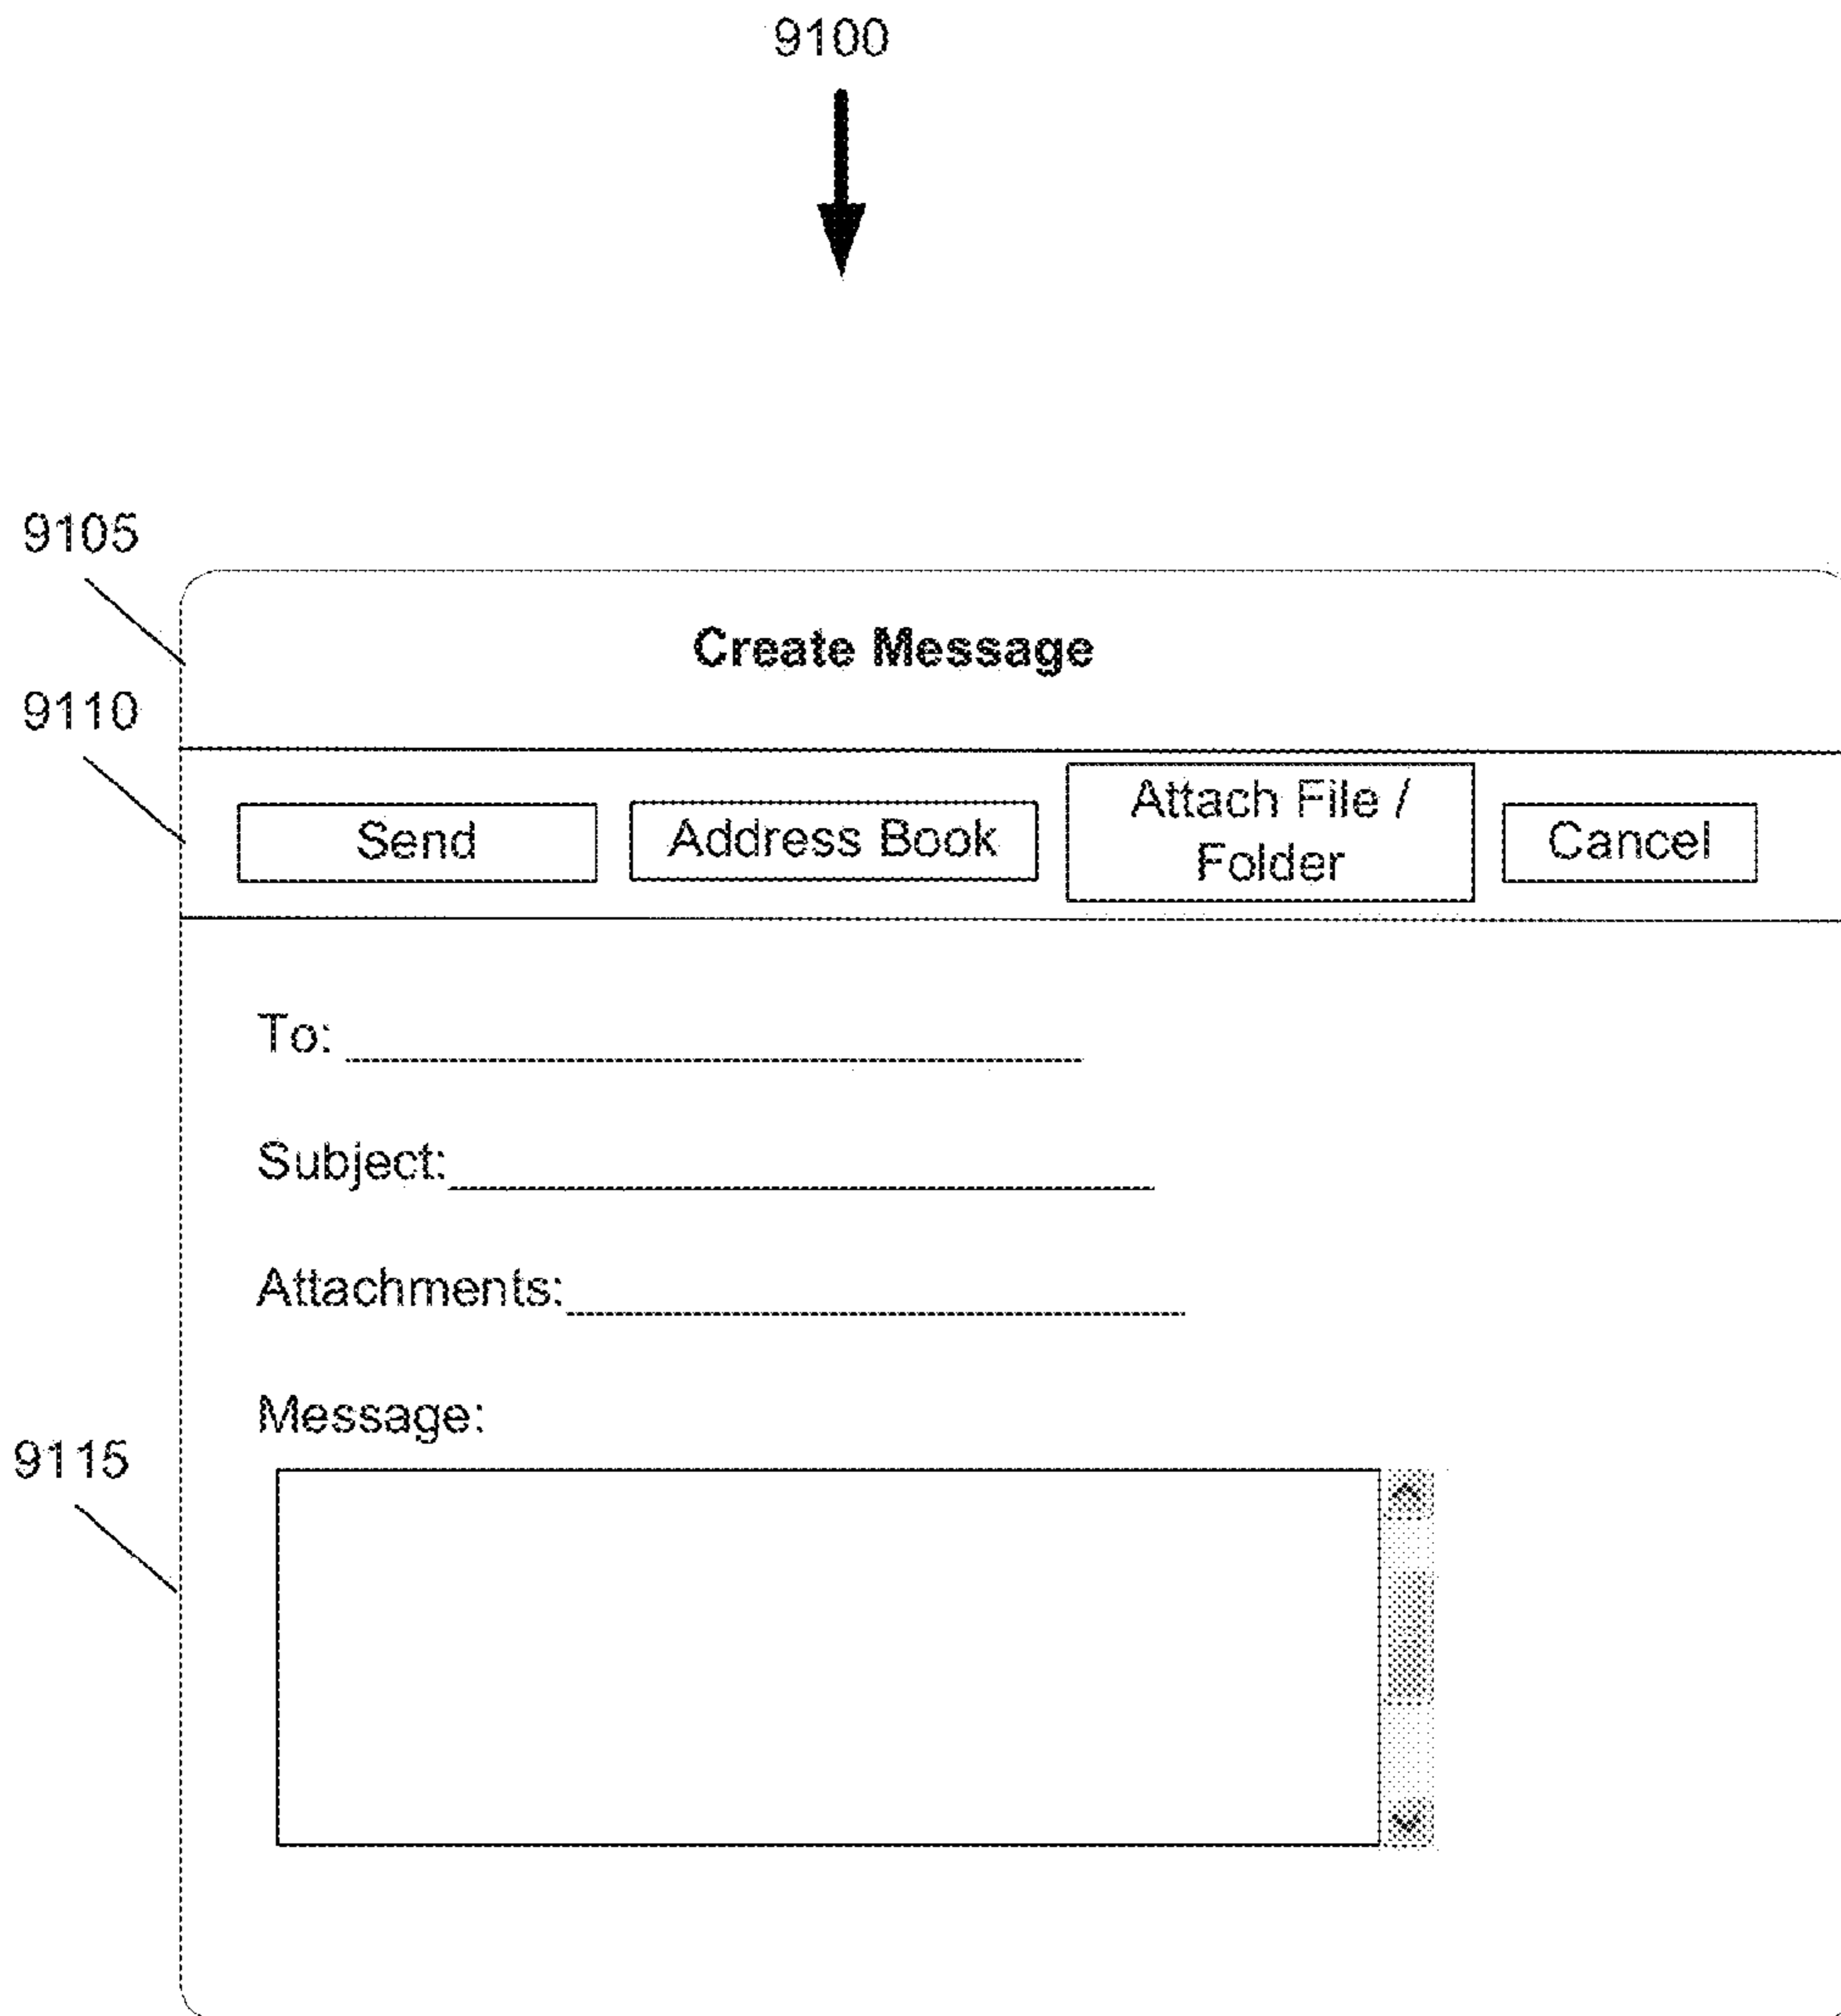 9100
9105
Create Message
9110
Send
Address Book
Attach File /
Folder
Cancel
To:
Subject:
Attachments:
Message:
9115